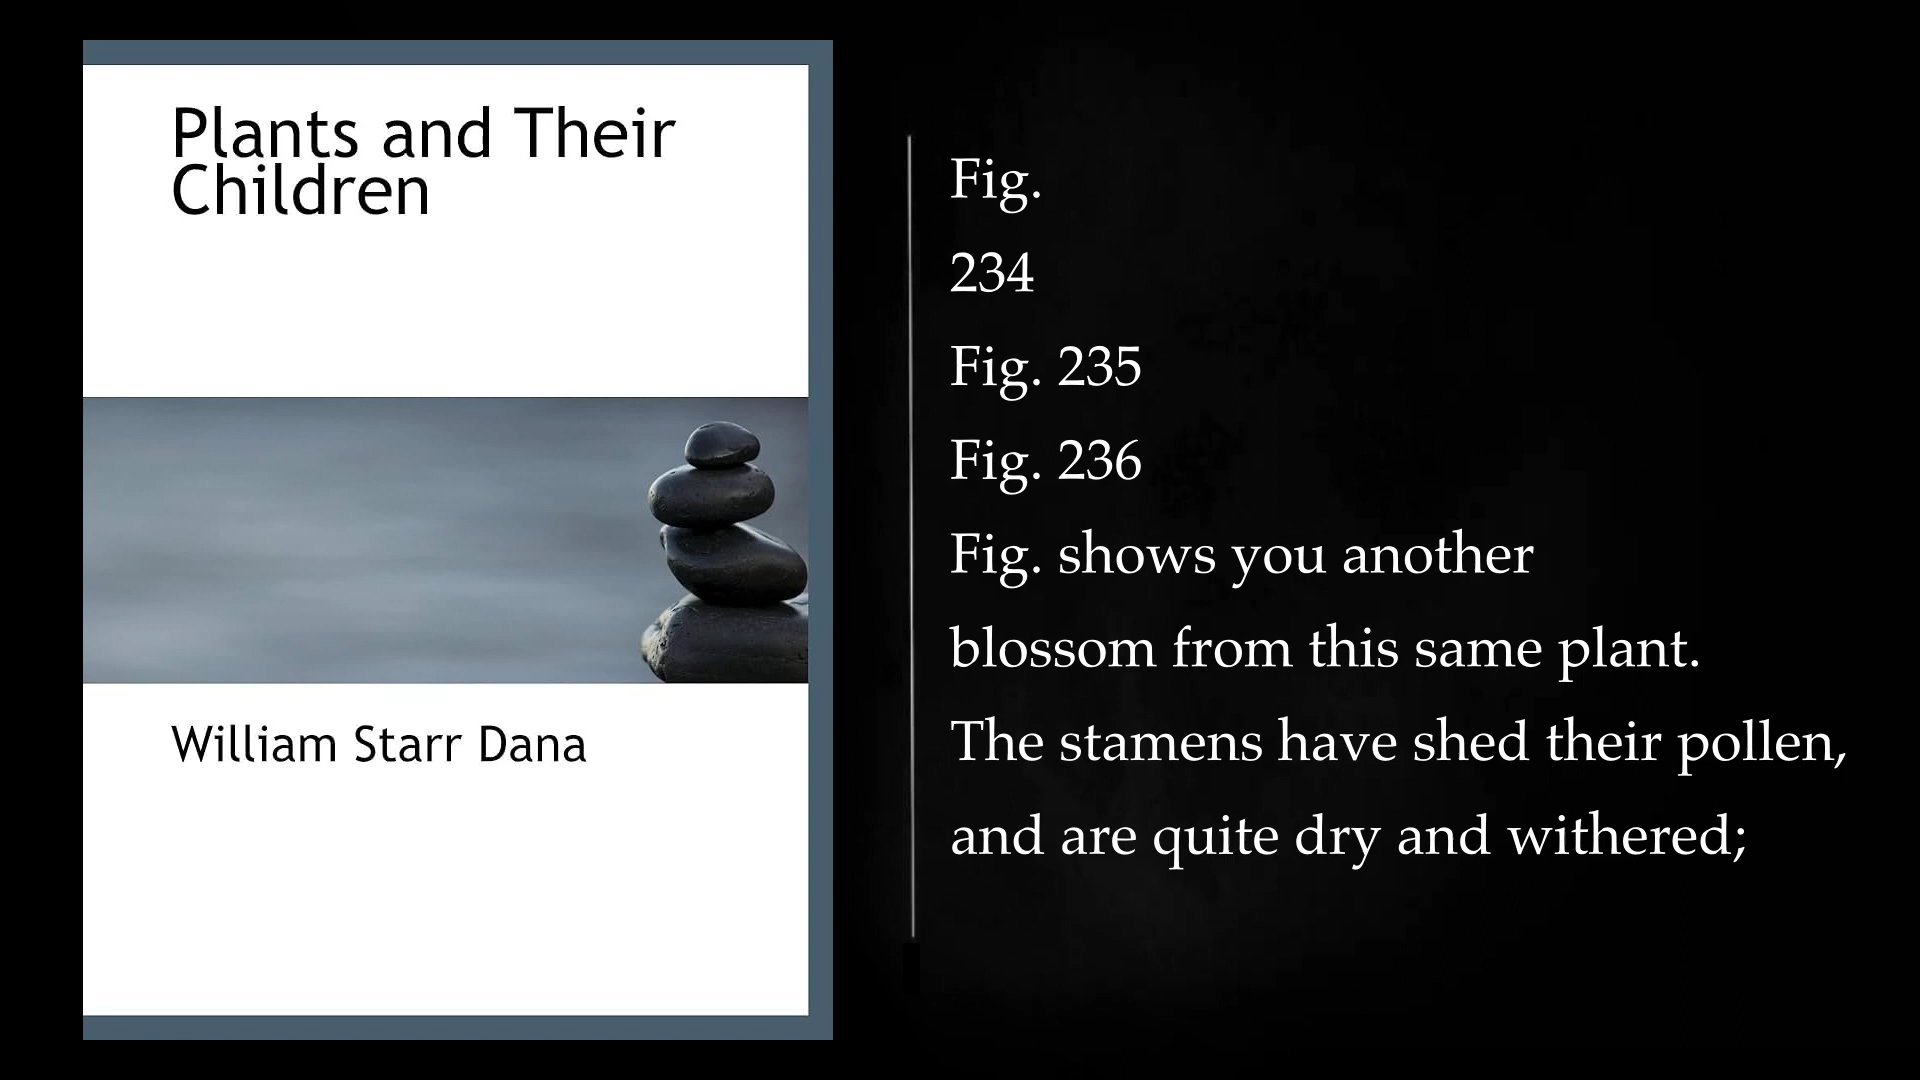 Plants and Their
Children
William Starr Dana
Fig.
234
Fig. 235
Fig. 236
Fig. shows you another
blossom from this same plant.
The stamens have shed their pollen,
and are quite dry and withered;